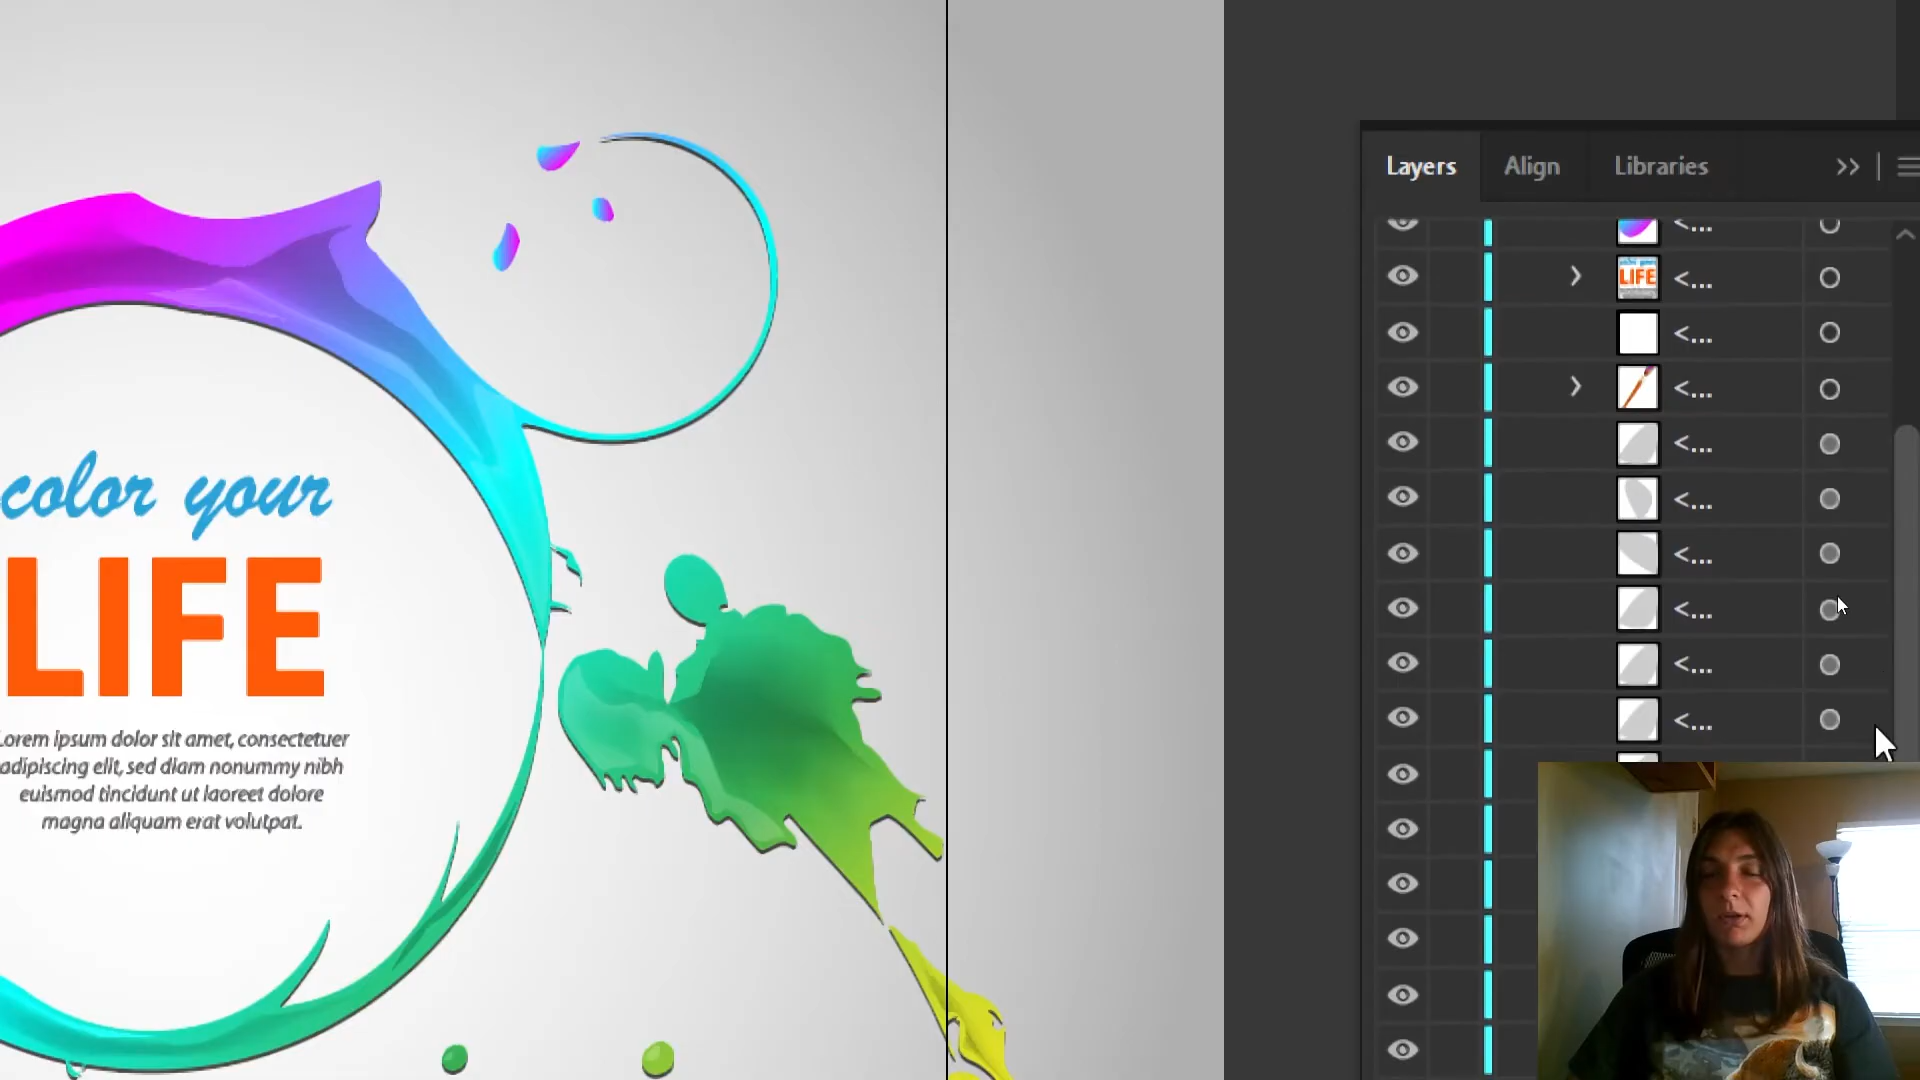 Layers Align Libraries
<...
<...
<...
<...
<...
<...
<...
<...
<...
<...
LIFE
color your
LIFE
Lorem ipsum dolor sit amet, consectetuer
adipiscing elit, sed diam nonummy nibh
euismod tincidunt ut laoreet dolore
magna aliquam erat volutpat.